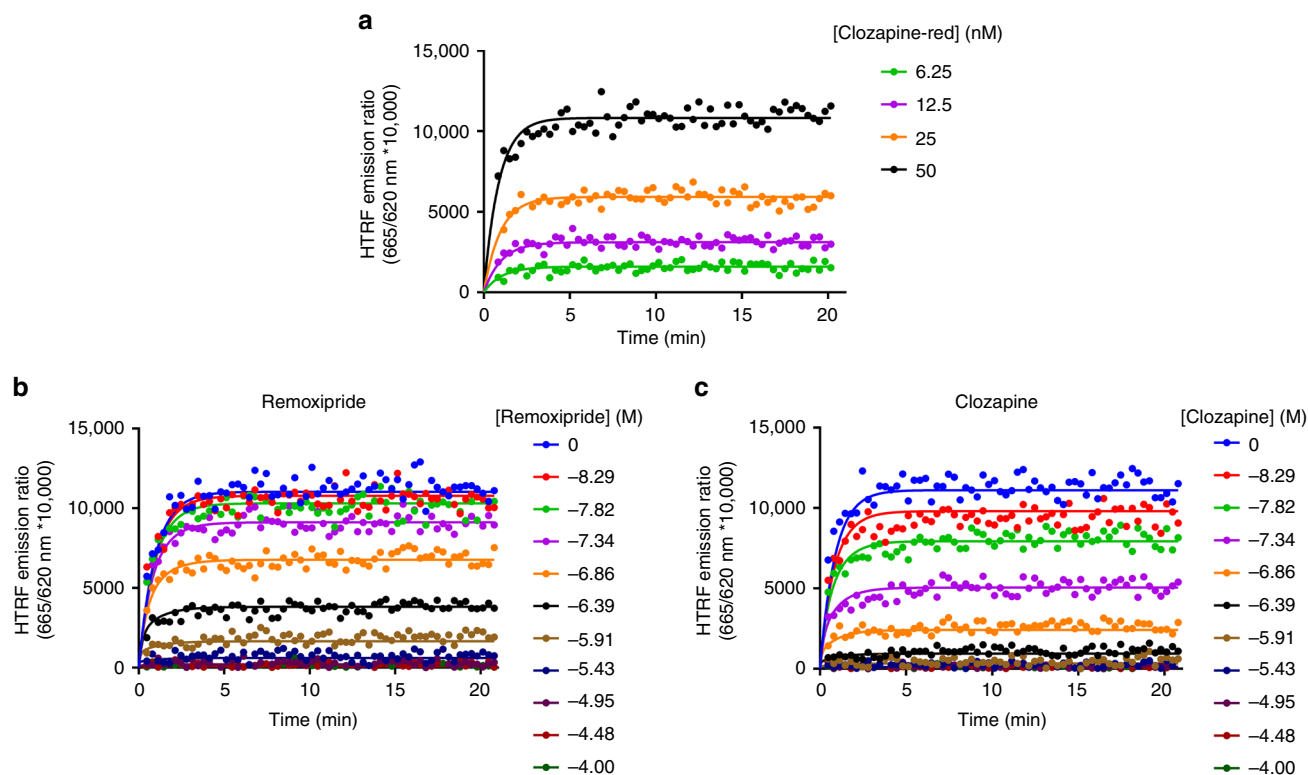 a
[Clozapine-red] (nM)
6.25
12.5
25
50
15,000
10,000
5000
0
HTRF emission ratio
(665/620 nm *10,000)
0 5 10 15 20
Time (min)
b
Remoxipride
[Remoxipride] (M)
0
–8.29
–7.82
–7.34
–6.86
–6.39
–5.91
–5.43
–4.95
–4.48
–4.00
15,000
10,000
5000
0
HTRF emission ratio
(665/620 nm *10,000)
0 5 10 15 20
Time (min)
c
Clozapine
[Clozapine] (M)
0
–8.29
–7.82
–7.34
–6.86
–6.39
–5.91
–5.43
–4.95
–4.48
–4.00
15,000
10,000
5000
0
HTRF emission ratio
(665/620 nm *10,000)
0 5 10 15 20
Time (min)